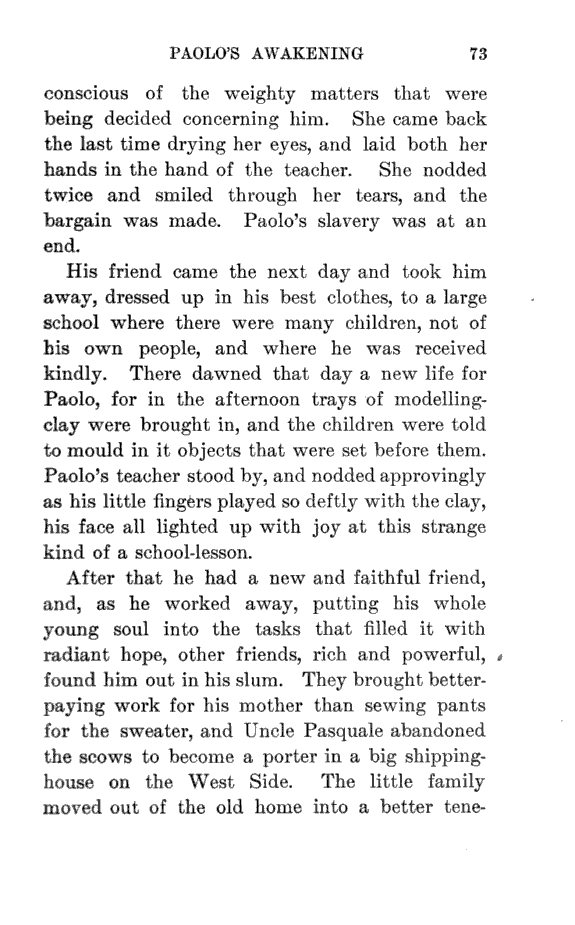 PAOLO'S AWAKENING 73
conscious of the weighty matters that were
being decided concerning him. She came back
the last time drying her eyes, and laid both her
hands in the hand of the teacher. She nodded
twice and smiled through her tears, and the
bargain was made. Paolo's slavery was at an
end.
His friend came the next day and took him
away, dressed up in his best clothes, to a large
school where there were many children, not of
his own people, and where he was received
kindly. There dawned that day a new life for
Paolo, for in the afternoon trays of modelling-
clay were brought in, and the children were told
to mould in it objects that were set before them.
Paolo's teacher stood by, and nodded approvingly
as his little fingers played so deftly with the clay,
his face all lighted up with joy at this strange
kind of a school-lesson.
After that he had a new and faithful friend,
and, as he worked away, putting his whole
young soul into the tasks that filled it with
radiant hope, other friends, rich and powerful,
found him out in his slum. They brought better-
paying work for his mother than sewing pants
for the sweater, and Uncle Pasquale abandoned
the scows to become a porter in a big shipping-
house on the West Side. The little family
moved out of the old home into a better tene-